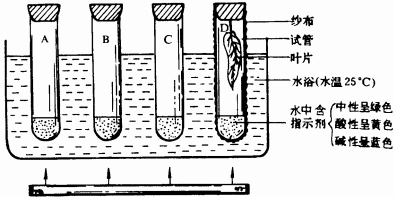 A B C D
纱布
试管
叶片
水浴(水温25℃)
水中含 中性呈绿色
指示剂 酸性呈黄色
碱性量蓝色